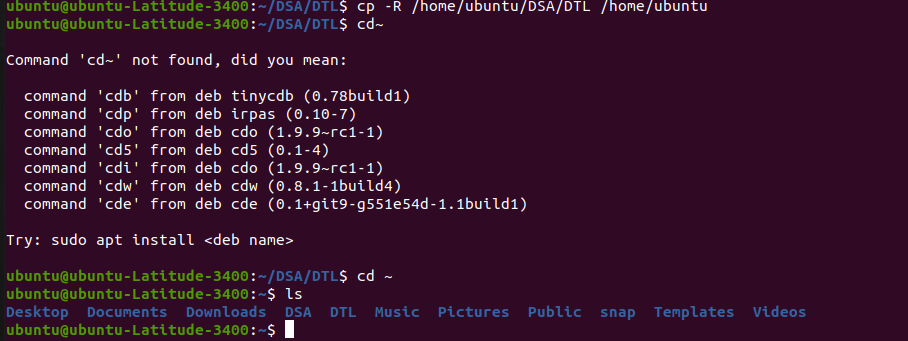 ubuntu@ubuntu-Latitude-3400:~/DSA/DTL$ cp -R /home/ubuntu/DSA/DTL /home/ubuntu
ubuntu@ubuntu-Latitude-3400:~/DSA/DTL$ cd~
Command 'cd~' not found, did you mean:
command 'cdb' from deb tinycdb (0.78build1)
command 'cdp' from deb irpas (0.10-7)
command 'cdo' from deb cdo (1.9.9~rc1-1)
command 'cd5' from deb cd5 (0.1-4)
command 'cdi' from deb cdo (1.9.9~rc1-1)
command 'cdw' from deb cdw (0.8.1-1build4)
command 'cde' from deb cde (0.1+git9-g551e54d-1.1build1)
Try: sudo apt install <deb name>
ubuntu@ubuntu-Latitude-3400:~/DSA/DTL$ cd ~
ubuntu@ubuntu-Latitude-3400:~$ ls
Desktop Documents Downloads DSA DTL Music Pictures Public snap Templates Videos
ubuntu@ubuntu-Latitude-3400:~$